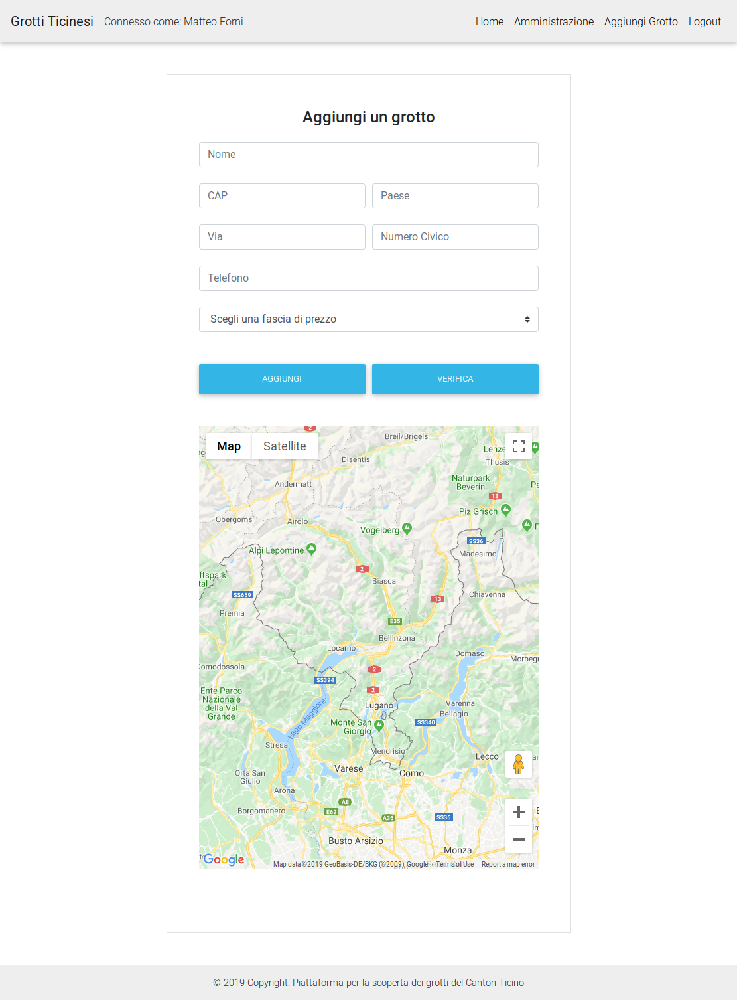 Grotti Ticinesi Connesso come: Matteo Forni Home Amministrazione Aggiungi Grotto Logout
Aggiungi un grotto
Nome
CAP Paese
Via Numero Civico
Telefono
Scegli una fascia di prezzo
AGGIUNGI VERIFICA
2
Breil/Brigels
Map Satellite
Lenze
Disentis
Thusis
Andermatt
Naturpark
Beverin
13
Piz Grisch
Obergoms
Airolo
Vogelberg
SS36
Alpi Lepontine
Madesimo
2
ftspark
tal
Biasca
SS659
Chiavenna
13
Premia
E35
Bellinzona
Locarno
Domaso
Morbegn
Domodossola
2
SS394
Ente Parco
Nazionale
della Val
Grande
2
Lugano
Varenna
Bellagio
Lago Maggiore
Monte San
Giorgio
SS340
Stresa
Mendrisio
Lecco
Varese
Como
Orta San
Giulio
Arona
A8
Borgomanero
E62
A36
SS36
Busto Arsizio
Monza
Google
Map data ©2019 GeoBasis-DE/BKG (©2009), Google Terms of Use Report a map error
© 2019 Copyright: Piattaforma per la scoperta dei grotti del Canton Ticino